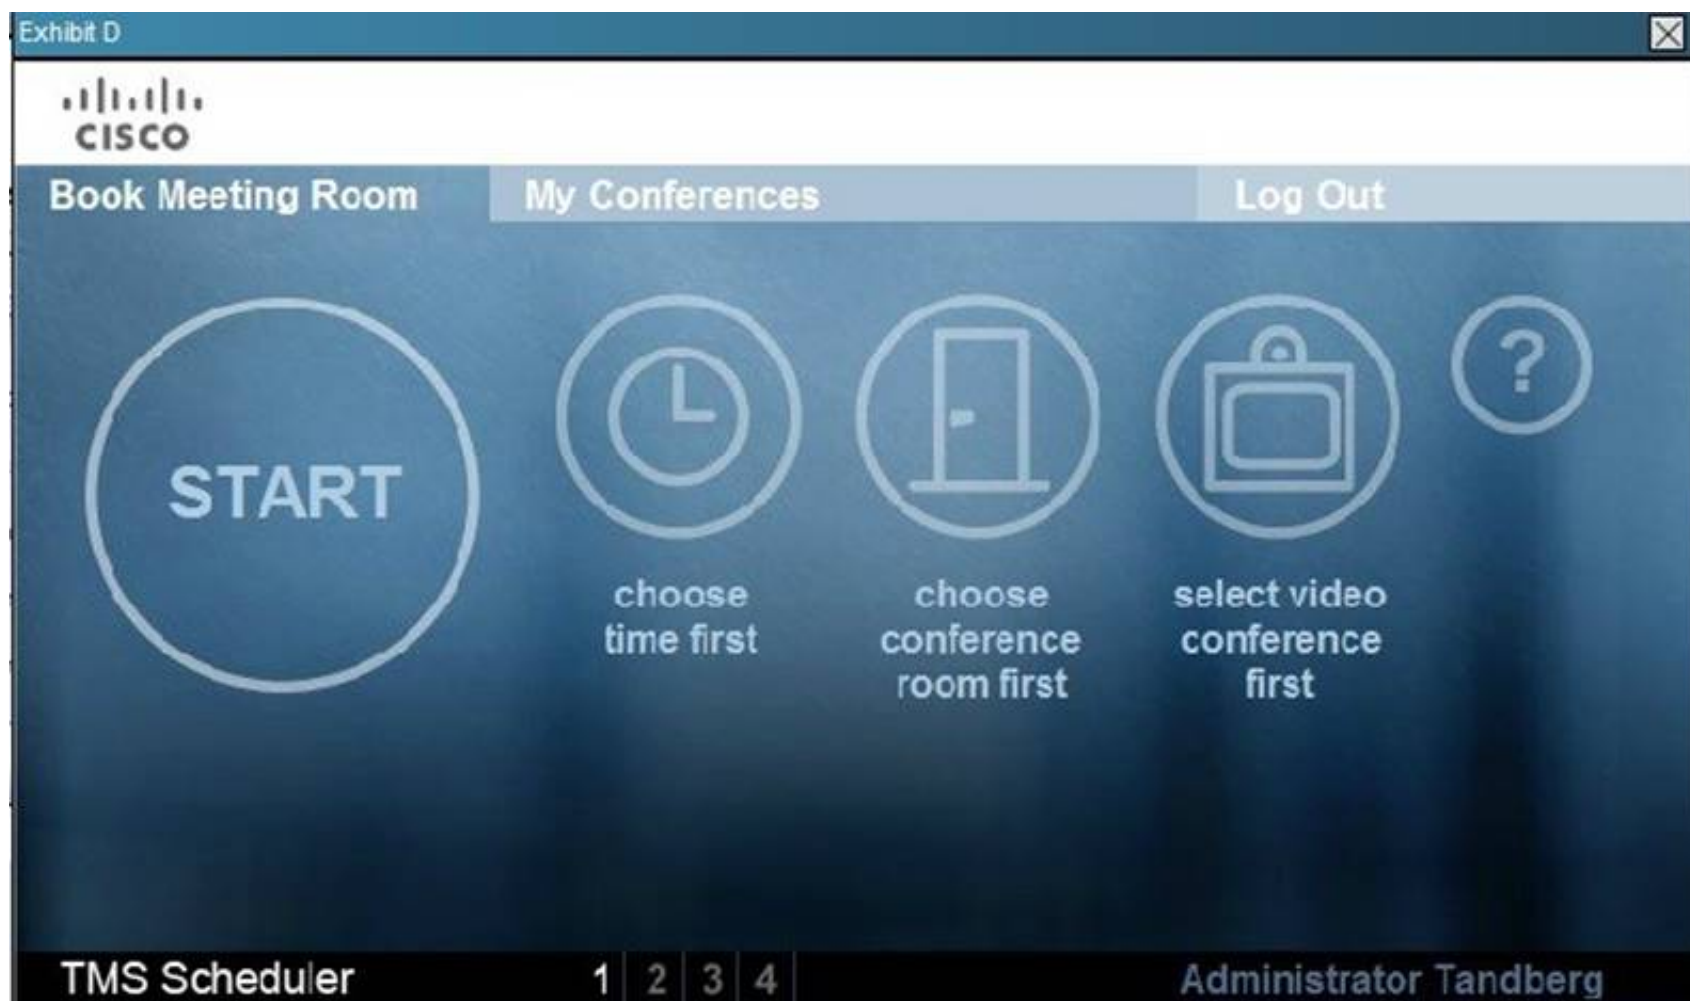 Exhibit D
CISCO
Book Meeting Room
My Conferences
Log Out
START
choose
time first
choose
conference
room first
select video
conference
first
?
TMS Scheduler
1 2 3 4
Administrator Tandberg